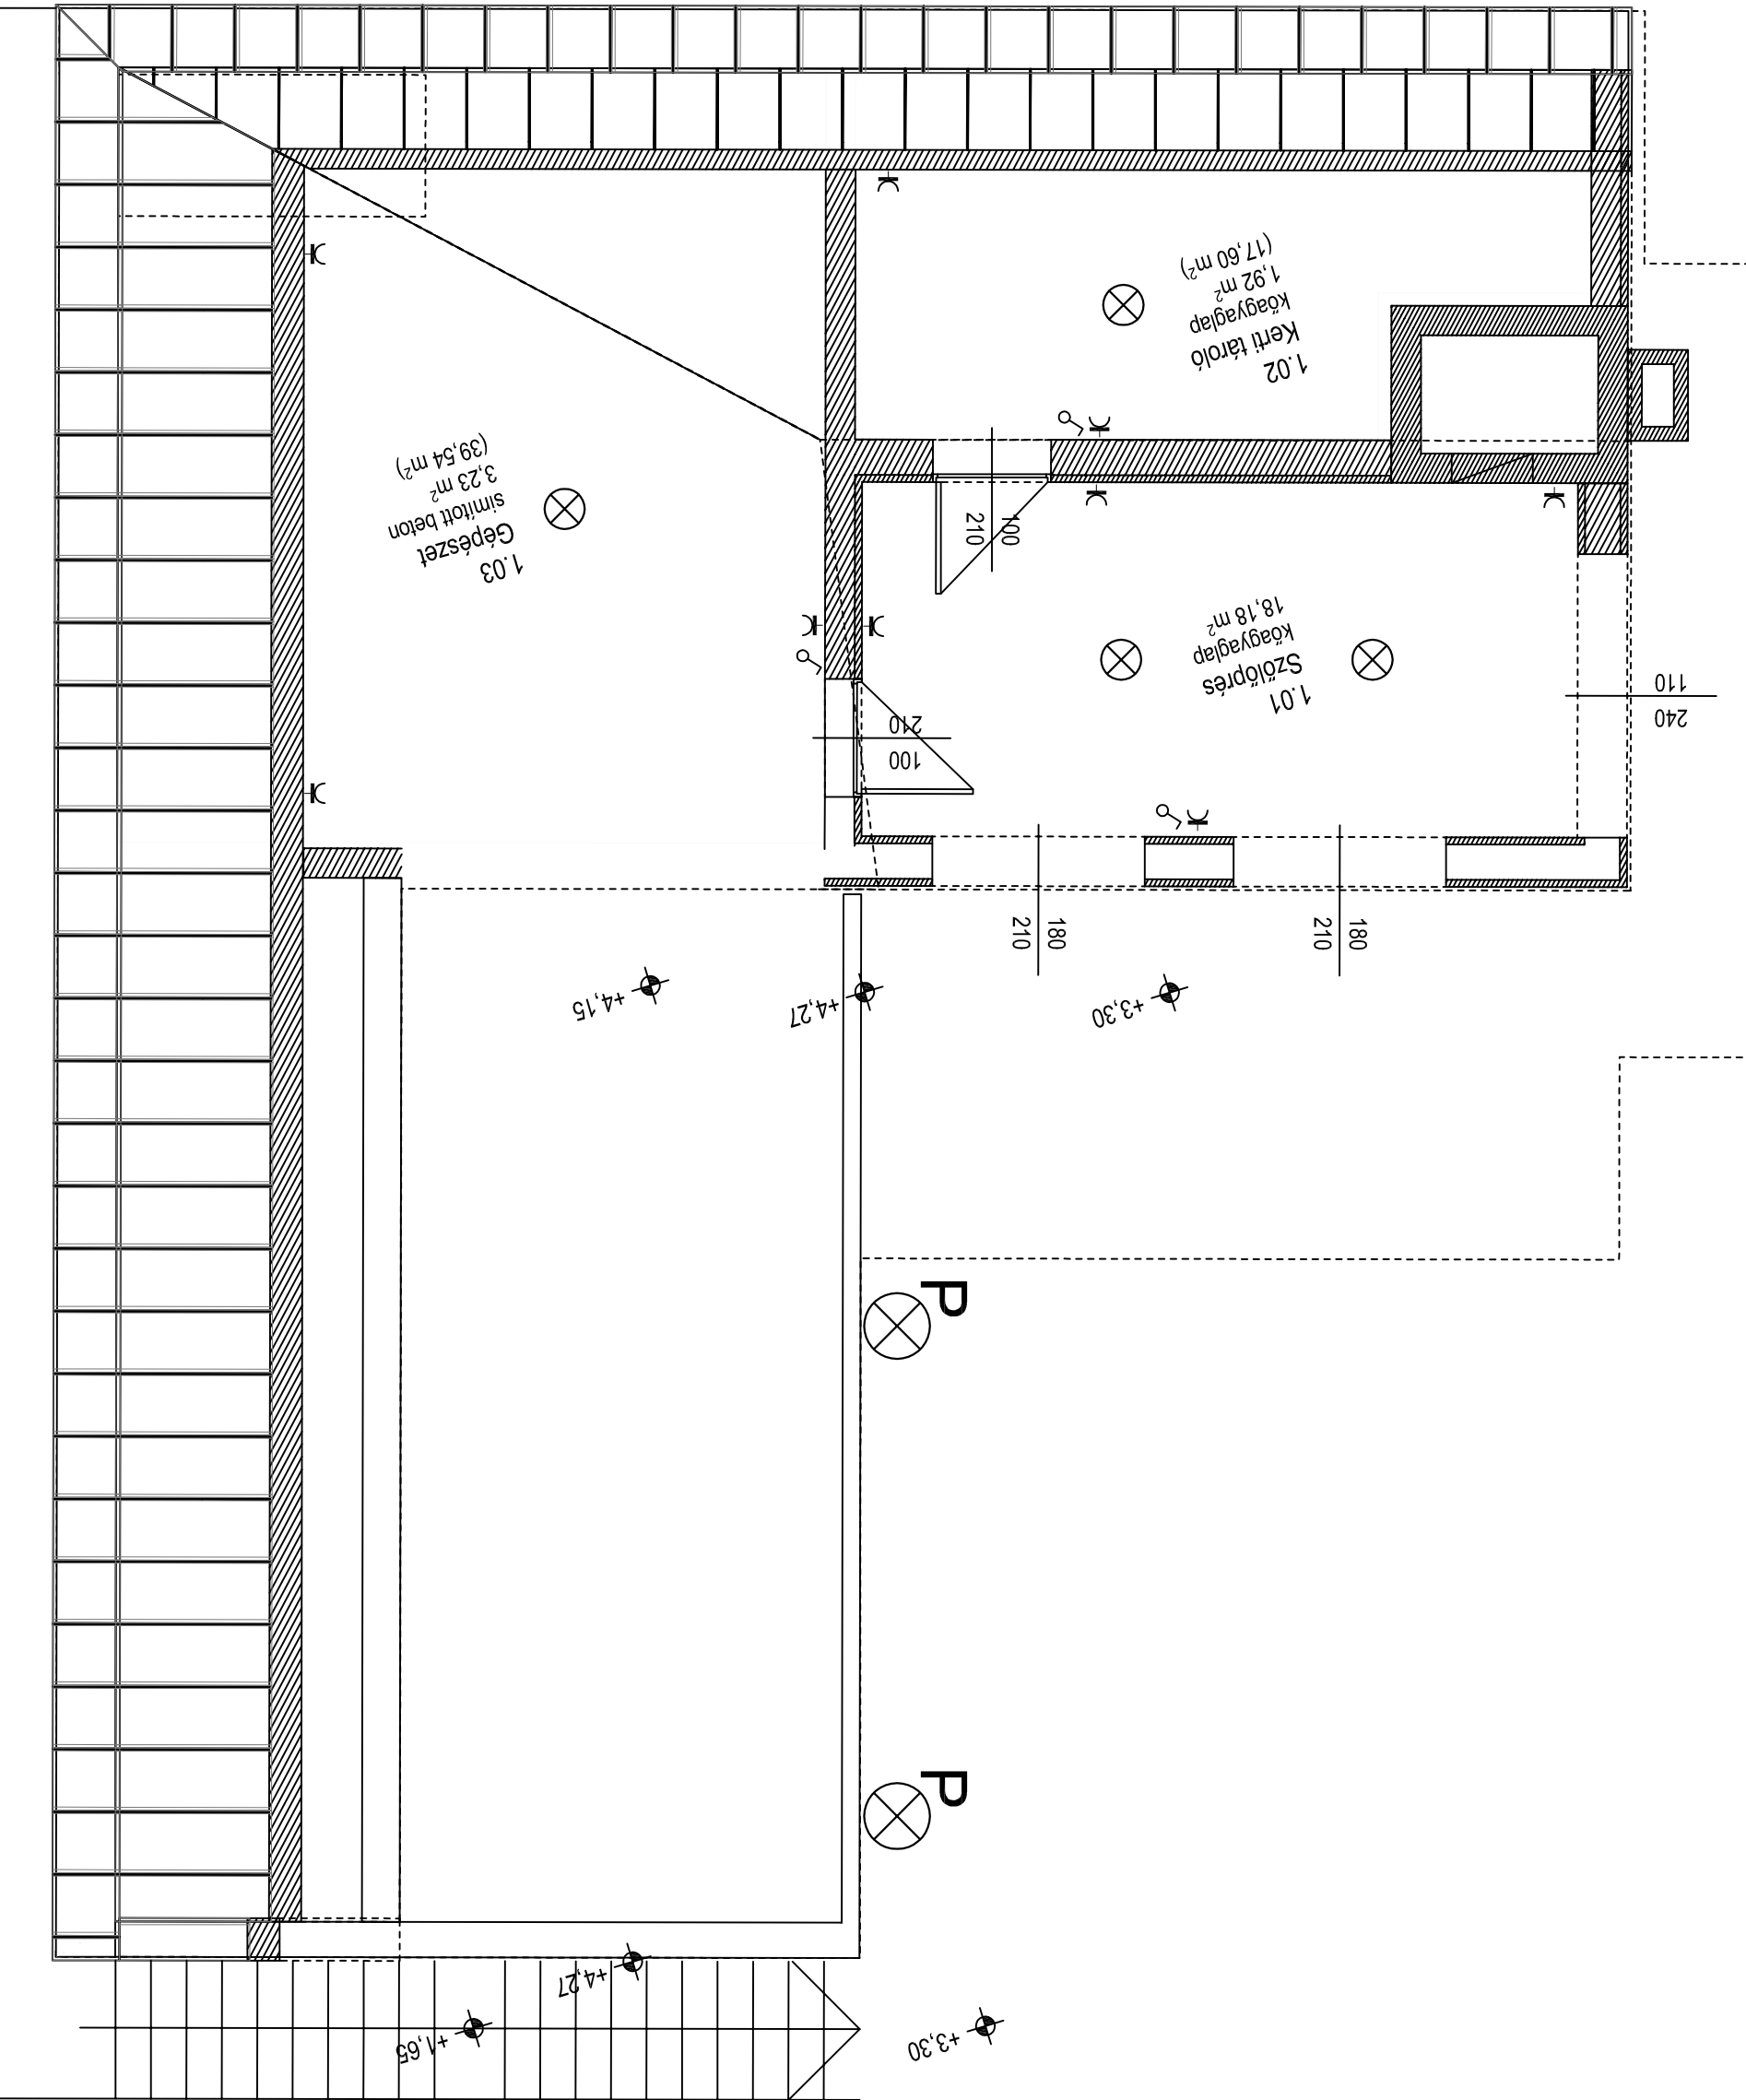 1.02
Kerti tároló
kőagyaglap
1,92 m²
(17,60 m²)
1.03
Gépészet
simított beton
3,23 m²
(39,54 m²)
1.01
Szőlőprés
kőagyaglap
18,18 m²
100
210
100
210
110
240
180
210
180
210
+4,15
+4,27
+3,30
P
P
+4,27
+1,65
+3,30